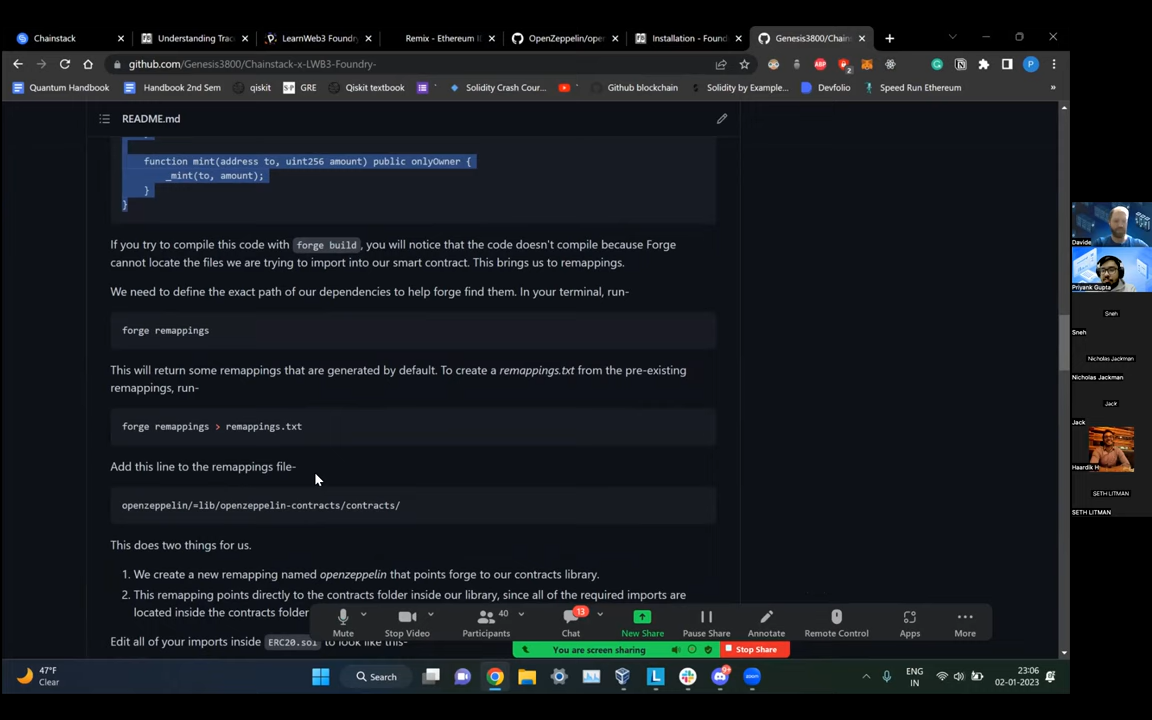 Chainstack
Understanding Trac
LearnWeb3 Foundry
Remix - Ethereum I
OpenZeppelin/open
Installation - Found
Genesis3800/Chain
github.com/Genesis3800/Chainstack-x-LWB3-Foundry-
Quantum Handbook
Handbook 2nd Sem
qiskit
GRE
Qiskit textbook
Solidity Crash Cour...
Github blockchain
Solidity by Example...
Devfolio
Speed Run Ethereum
README.md
function mint(address to, uint256 amount) public onlyOwner {
_mint(to, amount);
}
}
If you try to compile this code with forge build, you will notice that the code doesn't compile because Forge
cannot locate the files we are trying to import into our smart contract. This brings us to remappings.
We need to define the exact path of our dependencies to help forge find them. In your terminal, run-
forge remappings
This will return some remappings that are generated by default. To create a remappings.txt from the pre-existing
remappings, run-
forge remappings > remappings.txt
Add this line to the remappings file-
openzeppelin/=lib/openzeppelin-contracts/contracts/
This does two things for us.
1. We create a new remapping named openzeppelin that points forge to our contracts library.
2. This remapping points directly to the contracts folder inside our library, since all of the required imports are
located inside the contracts folder
Edit all of your imports inside ERC20.sol to look like this-
Mute
Stop Video
40
Participants
13
Chat
New Share
Pause Share
Annotate
Remote Control
Apps
More
You are screen sharing
Stop Share
Davide
Priyank Gupta
Sneh
Sneh
Nicholas Jackman
Nicholas Jackman
Jack
Jack
Haardik H
SETH LITMAN
SETH LITMAN
47°F
Clear
Search
ENG
IN
23:06
02-01-2023